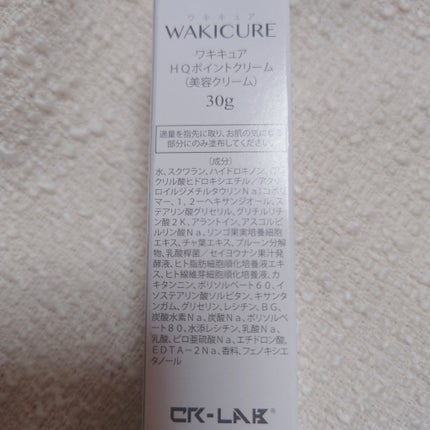 ワキキュア
WAKICURE
ワキキュア
HQポイントクリーム
（美容クリーム）
30g
適量を指先に取り、お肌の気になる
部分にのみ塗布してください。
［成分］
水、スクワラン、ハイドロキノン、（ア
クリル酸ヒドロキシエチル／アクリ
ロイルジメチルタウリンNa）コポリ
マー、1，2－ヘキサンジオール、ス
テアリン酸グリセリル、グリチルリチ
ン酸2K、アラントイン、アスコルビ
ルリン酸Na、リンゴ果実培養細胞
エキス、チャ葉エキス、プルーン分解
物、乳酸桿菌／セイヨウナシ果汁発
酵液、ヒト脂肪細胞順化培養液エキ
ス、ヒト線維芽細胞順化培養液、カ
キタンニン、ポリソルベート60、イ
ソステアリン酸ソルビタン、キサンタ
ンガム、グリセリン、レシチン、BG、
炭酸水素Na、炭酸Na、ポリソルベ
ート80、水添レシチン、乳酸Na、
乳酸、ピロ亜硫酸Na、エチドロン酸、
EDTA－2Na、香料、フェノキシエ
タノール
CR-LAB®